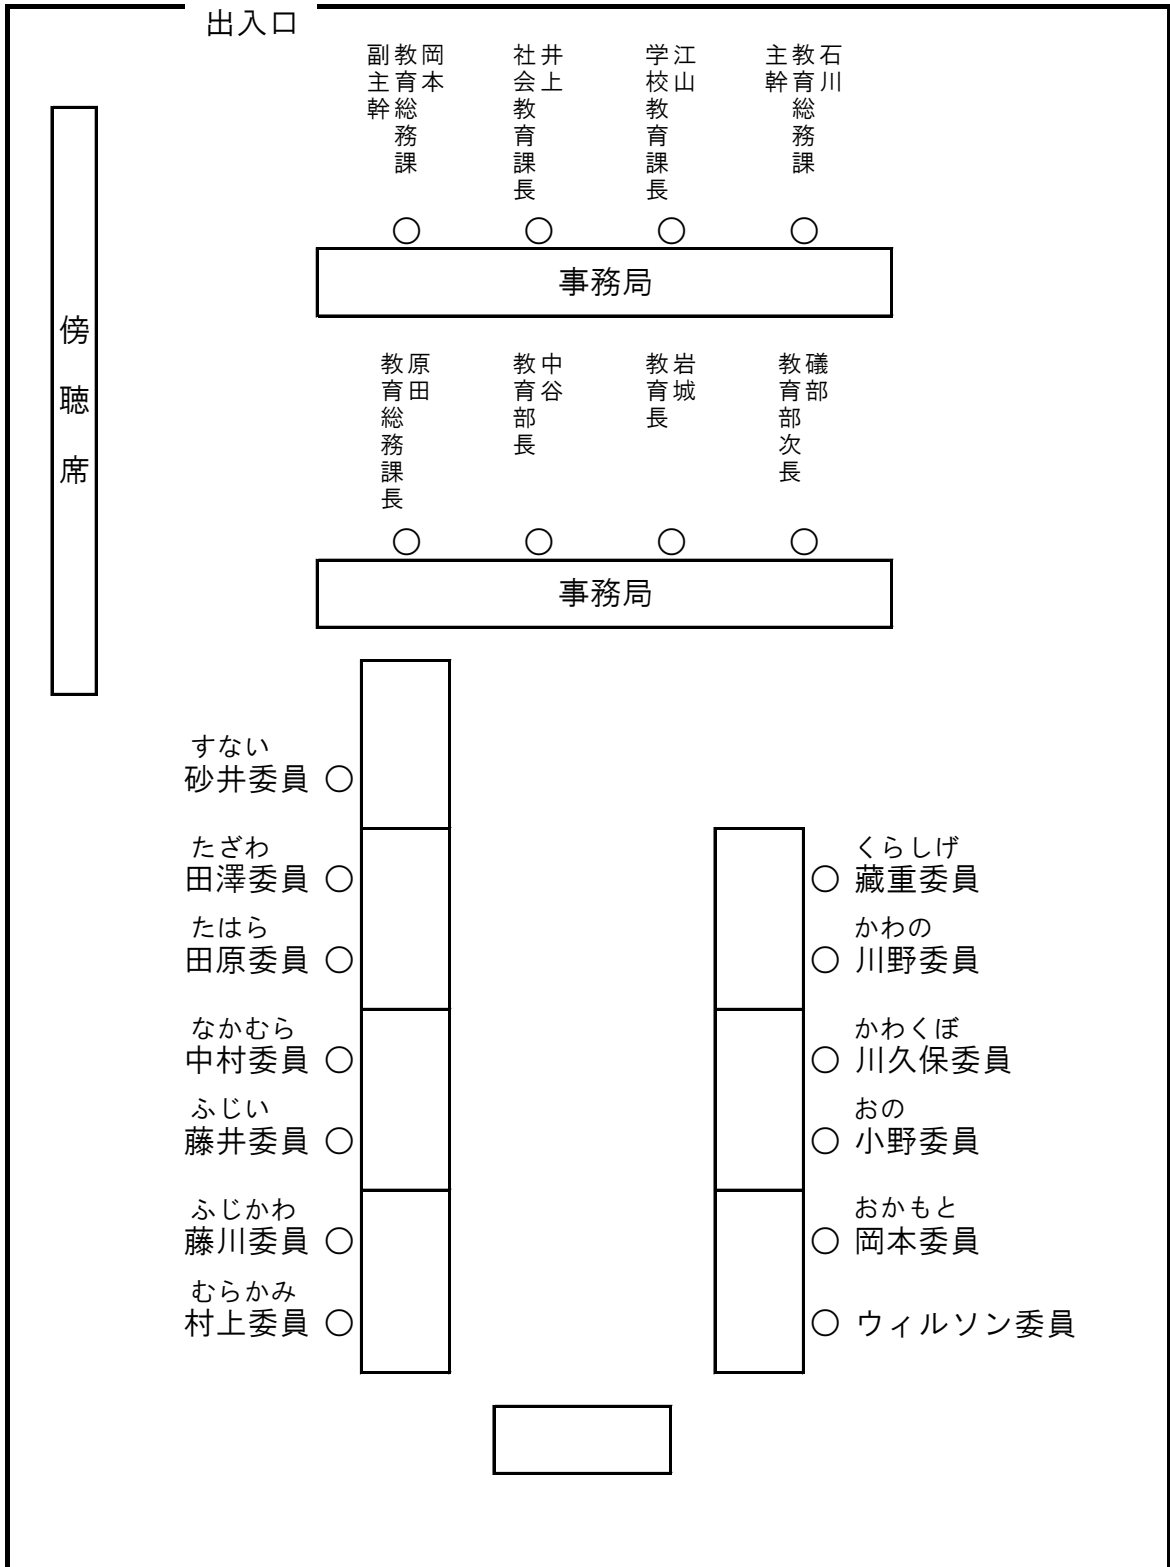 出入口
石川
教育総務課
主幹
江山
学校教育課長
井上
社会教育課長
岡本
教育総務課
副主幹
事務局
傍聴席
礒部
教育部次長
岩城
教育長
中谷
教育部長
原田
教育総務課長
事務局
すない
砂井委員
たざわ
田澤委員
たはら
田原委員
なかむら
中村委員
ふじい
藤井委員
ふじかわ
藤川委員
むらかみ
村上委員
くらしげ
藏重委員
かわの
川野委員
かわくぼ
川久保委員
おの
小野委員
おかもと
岡本委員
ウィルソン委員